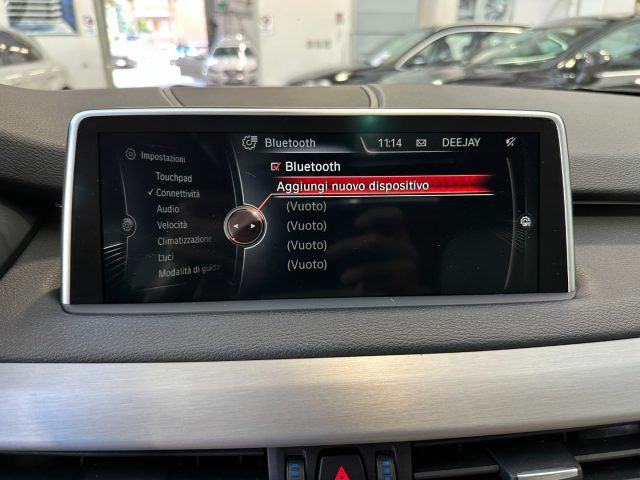 Bluetooth 11:14 DEEJAY
Impostazioni
Touchpad
Connettività
Audio
Velocità
Climatizzazione
Luci
Modalità di guida
Bluetooth
Aggiungi nuovo dispositivo
(Vuoto)
(Vuoto)
(Vuoto)
(Vuoto)